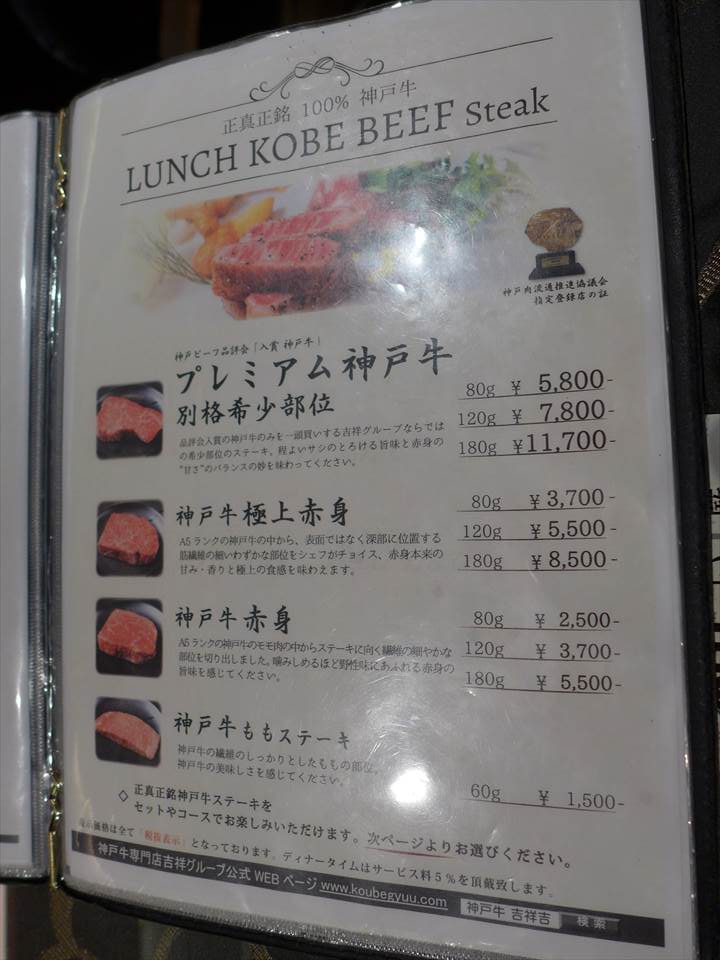 正真正銘 100% 神戸牛
LUNCH KOBE BEEF Steak
神戸肉流通推進協議会
指定登録店の証
神戸ビーフ品評会「入賞 神戸牛」
プレミアム神戸牛
別格希少部位
品評会入賞の神戸牛のみを一頭買いする吉祥グループならでは
の希少部位のステーキ、程よいサシのとろける旨味と赤身の
"甘さ"のバランスの妙を味わってください。
80g ¥ 5,800-
120g ¥ 7,800-
180g ¥11,700-
神戸牛極上赤身
A5ランクの神戸牛の中から、表面ではなく深部に位置する
筋繊維の細いわずかな部位をシェフがチョイス、赤身本来の
甘み・香りと極上の食感を味わえます。
80g ¥ 3,700-
120g ¥ 5,500-
180g ¥ 8,500-
神戸牛赤身
A5ランクの神戸牛のモモ肉の中からステーキに向く繊維の細やかな
部位を切り出しました。噛みしめるほど野性味にあふれる赤身の
旨味を感じてください。
80g ¥ 2,500-
120g ¥ 3,700-
180g ¥ 5,500-
神戸牛ももステーキ
神戸牛の繊維のしっかりとしたももの部位。
神戸牛の美味しさを感じてください。
60g ¥ 1,500-
◇ 正真正銘神戸牛ステーキを
セットやコースでお楽しみいただけます。次ページよりお選びください。
表示価格は全て「税抜表示」となっております。ディナータイムはサービス料5%を頂戴致します。
神戸牛専門店吉祥グループ公式 WEB ページ www.koubegyuu.com 神戸牛 吉祥吉 検索